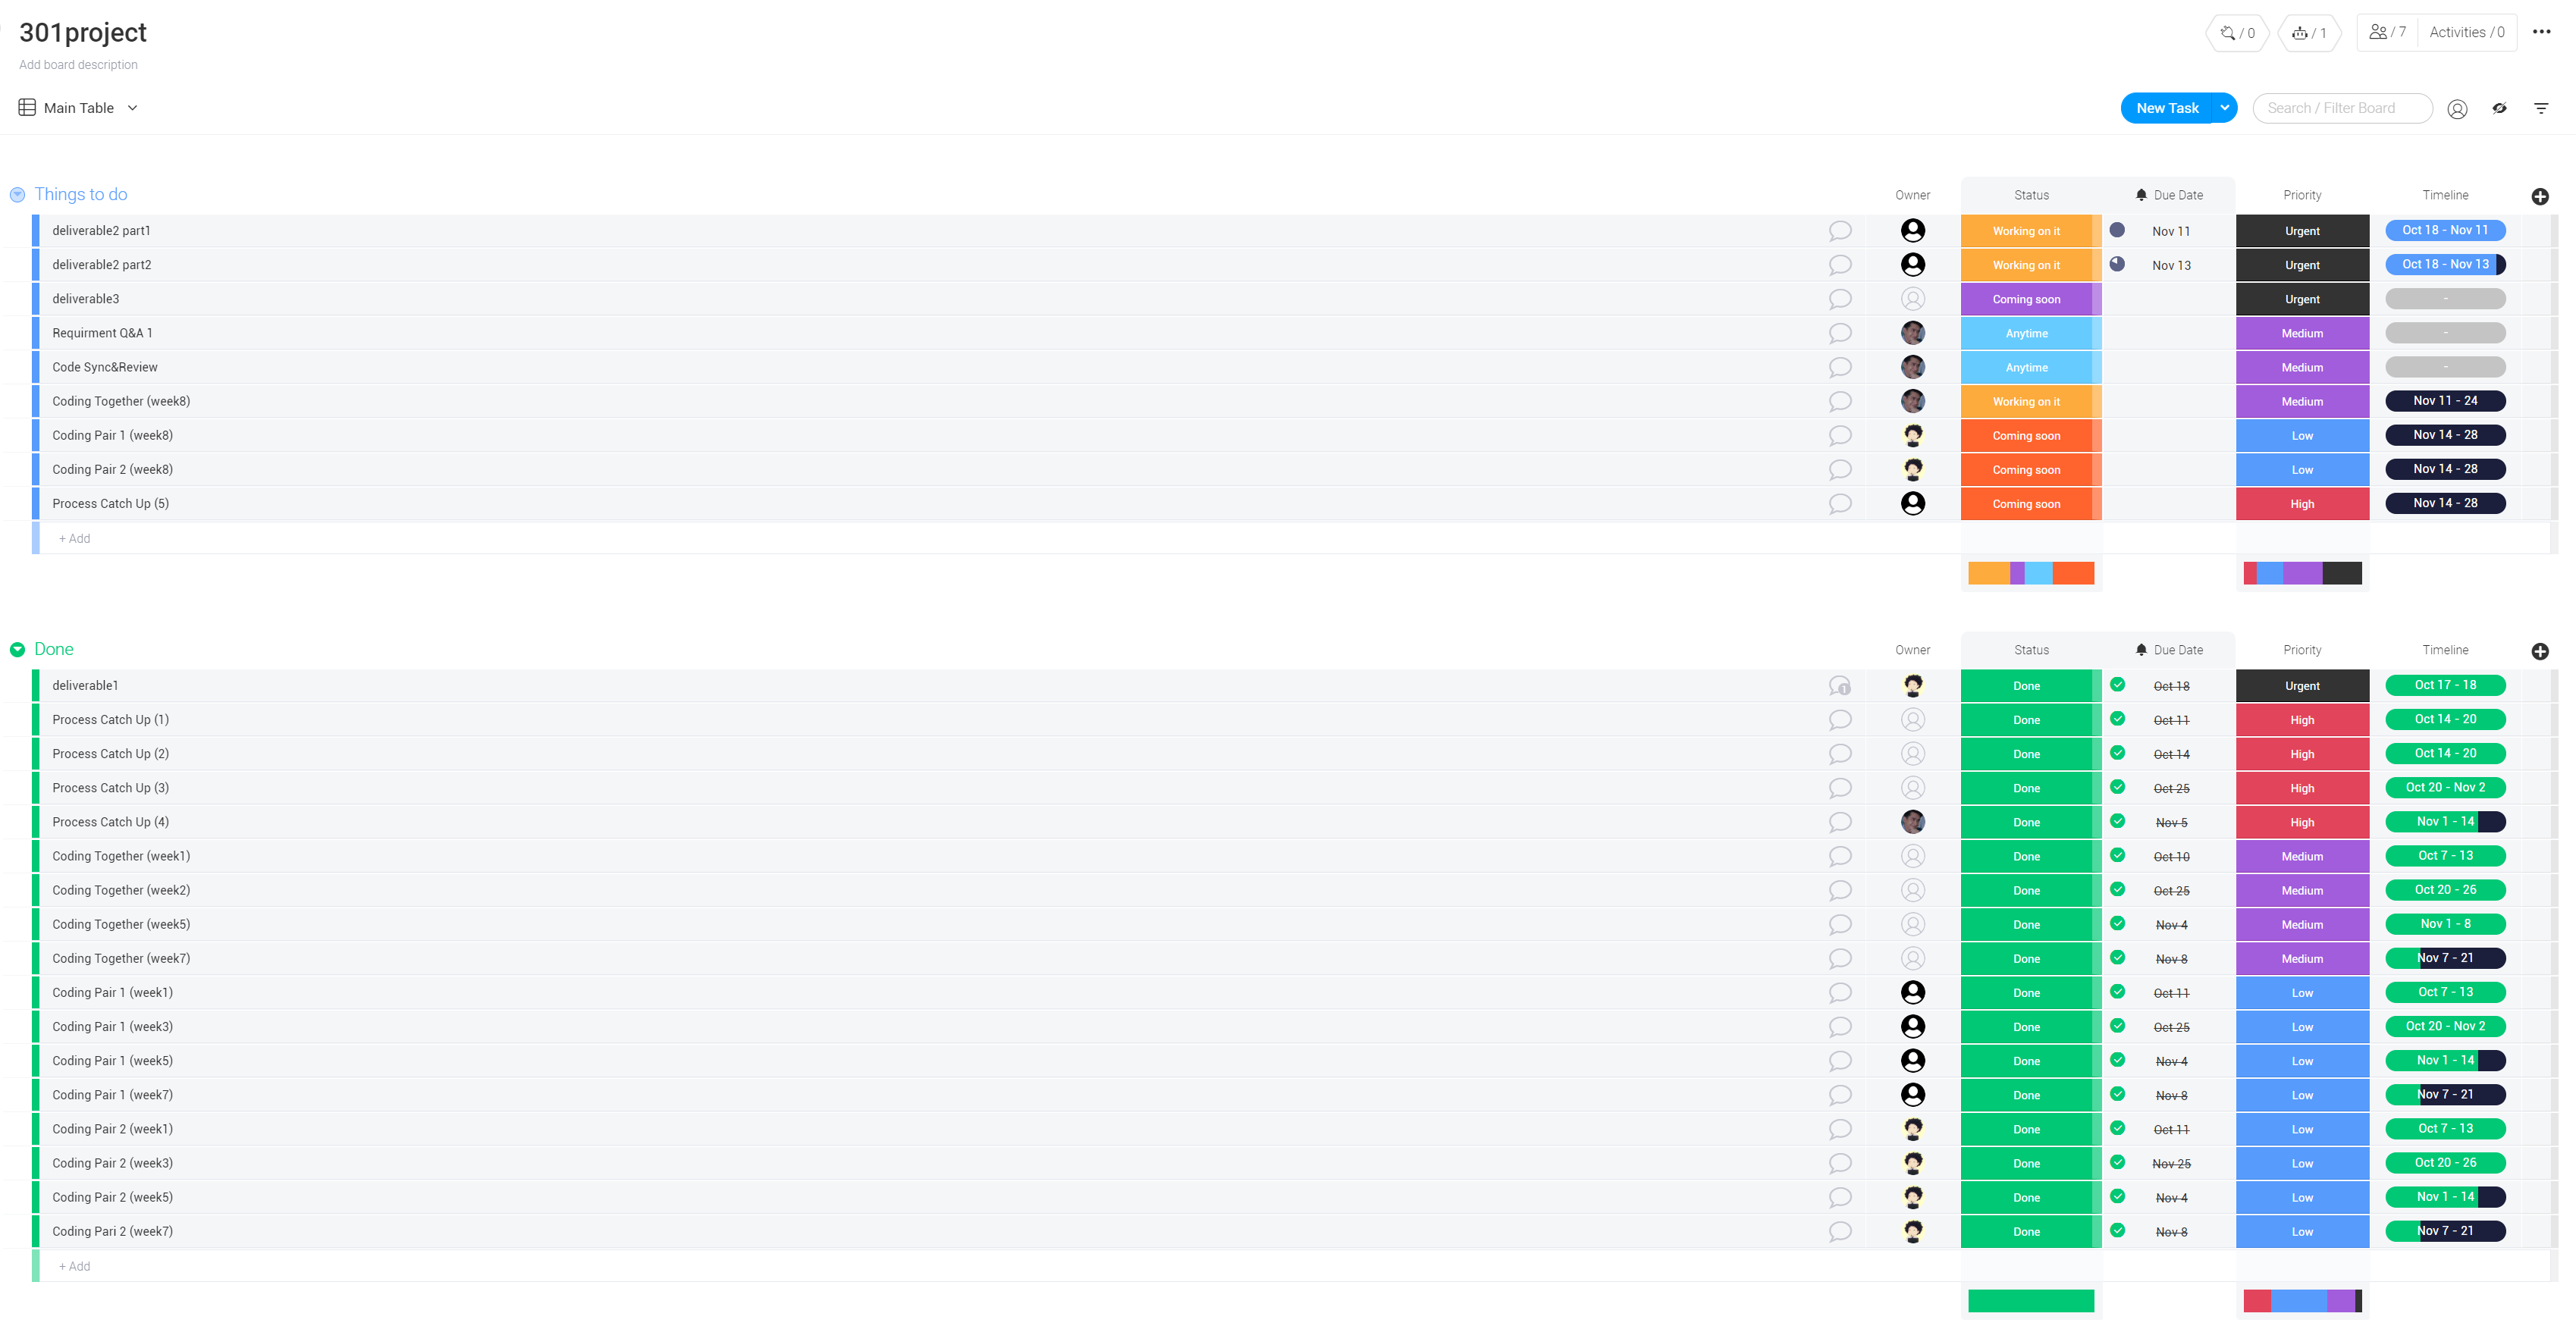 301project
/ 0 / 1 / 7 Activities / 0
Add board description
Main Table New Task Search / Filter Board
Things to do Owner Status Due Date Priority Timeline
deliverable2 part1 Working on it Nov 11 Urgent Oct 18 - Nov 11
deliverable2 part2 Working on it Nov 13 Urgent Oct 18 - Nov 13
deliverable3 Coming soon Urgent -
Requirment Q&A 1 Anytime Medium -
Code Sync&Review Anytime Medium -
Coding Together (week8) Working on it Medium Nov 11 - 24
Coding Pair 1 (week8) Coming soon Low Nov 14 - 28
Coding Pair 2 (week8) Coming soon Low Nov 14 - 28
Process Catch Up (5) Coming soon High Nov 14 - 28
+ Add
Done Owner Status Due Date Priority Timeline
deliverable1 1 Done Oct 18 Urgent Oct 17 - 18
Process Catch Up (1) Done Oct 11 High Oct 14 - 20
Process Catch Up (2) Done Oct 14 High Oct 14 - 20
Process Catch Up (3) Done Oct 25 High Oct 20 - Nov 2
Process Catch Up (4) Done Nov 5 High Nov 1 - 14
Coding Together (week1) Done Oct 10 Medium Oct 7 - 13
Coding Together (week2) Done Oct 25 Medium Oct 20 - 26
Coding Together (week5) Done Nov 4 Medium Nov 1 - 8
Coding Together (week7) Done Nov 8 Medium Nov 7 - 21
Coding Pair 1 (week1) Done Oct 11 Low Oct 7 - 13
Coding Pair 1 (week3) Done Oct 25 Low Oct 20 - Nov 2
Coding Pair 1 (week5) Done Nov 4 Low Nov 1 - 14
Coding Pair 1 (week7) Done Nov 8 Low Nov 7 - 21
Coding Pair 2 (week1) Done Oct 11 Low Oct 7 - 13
Coding Pair 2 (week3) Done Nov 25 Low Oct 20 - 26
Coding Pair 2 (week5) Done Nov 4 Low Nov 1 - 14
Coding Pari 2 (week7) Done Nov 8 Low Nov 7 - 21
+ Add